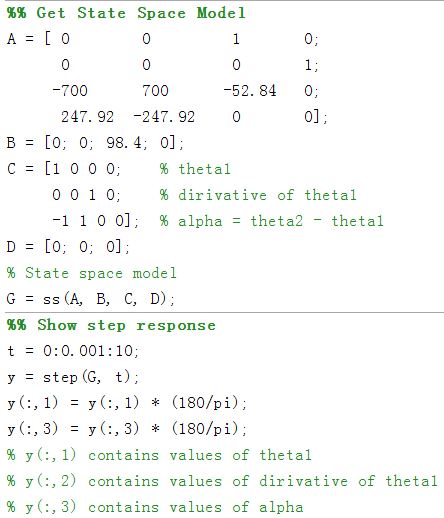 %% Get State Space Model
A = [ 0 0 1 0;
0 0 0 1;
-700 700 -52.84 0;
247.92 -247.92 0 0];
B = [0; 0; 98.4; 0];
C = [1 0 0 0; % theta1
0 0 1 0; % dirivative of theta1
-1 1 0 0]; % alpha = theta2 - theta1
D = [0; 0; 0];
% State space model
G = ss(A, B, C, D);
%% Show step response
t = 0:0.001:10;
y = step(G, t);
y(:,1) = y(:,1) * (180/pi);
y(:,3) = y(:,3) * (180/pi);
% y(:,1) contains values of theta1
% y(:,2) contains values of dirivative of theta1
% y(:,3) contains values of alpha